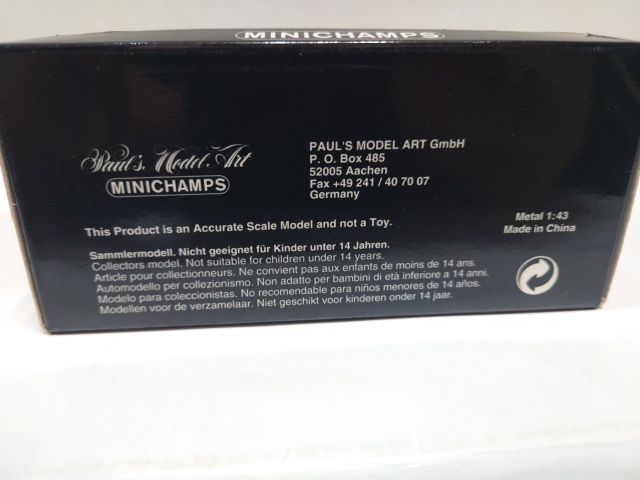 MINICHAMPS
Paul's Model Art
MINICHAMPS
PAUL'S MODEL ART GmbH
P. O. Box 485
52005 Aachen
Fax +49 241 / 40 70 07
Germany
This Product is an Accurate Scale Model and not a Toy.
Metal 1:43
Made in China
Sammlermodell. Nicht geeignet für Kinder unter 14 Jahren.
Collectors model. Not suitable for children under 14 years.
Article pour collectionneurs. Ne convient pas aux enfants de moins de 14 ans.
Automodello per collezionismo. Non adatto per bambini di età inferiore a 14 anni.
Modelo para coleccionistas. No recomendable para niños menores de 14 años.
Modellen voor de verzamelaar. Niet geschikt voor kinderen onder 14 jaar.